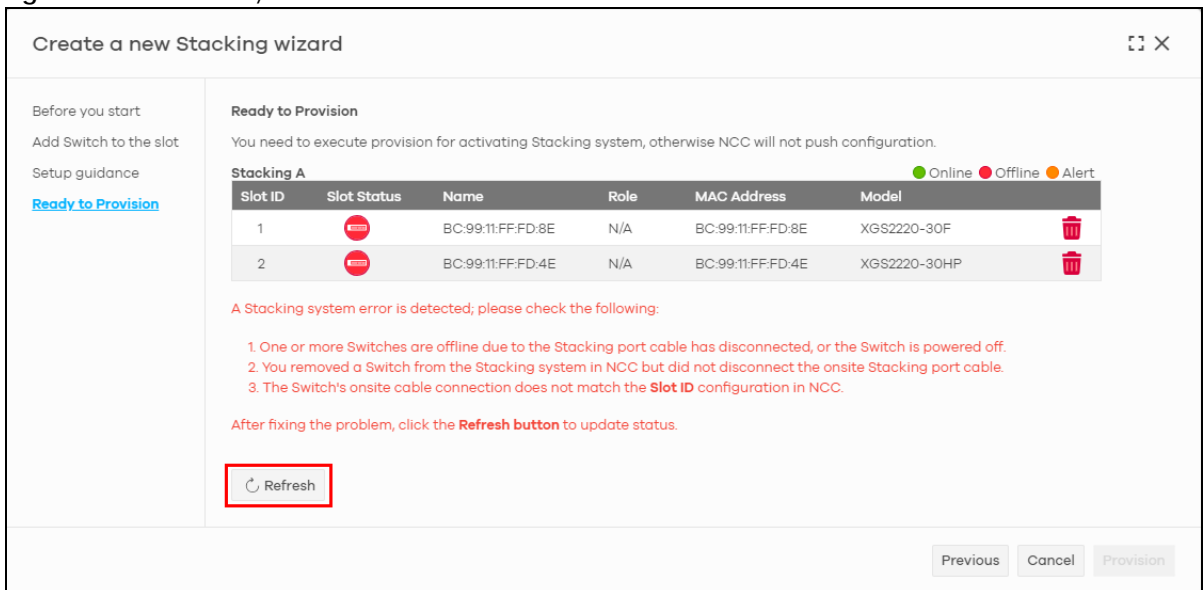 Create a new Stacking wizard
Before you start
Add Switch to the slot
Setup guidance
Ready to Provision
Ready to Provision
You need to execute provision for activating Stacking system, otherwise NCC will not push configuration.
Stacking A
Online Offline Alert
Slot ID Slot Status Name Role MAC Address Model
1 BC:99:11:FF:FD:8E N/A BC:99:11:FF:FD:8E XGS2220-30F
2 BC:99:11:FF:FD:4E N/A BC:99:11:FF:FD:4E XGS2220-30HP
A Stacking system error is detected; please check the following:
1. One or more Switches are offline due to the Stacking port cable has disconnected, or the Switch is powered off.
2. You removed a Switch from the Stacking system in NCC but did not disconnect the onsite Stacking port cable.
3. The Switch's onsite cable connection does not match the Slot ID configuration in NCC.
After fixing the problem, click the Refresh button to update status.
Refresh
Previous Cancel Provision